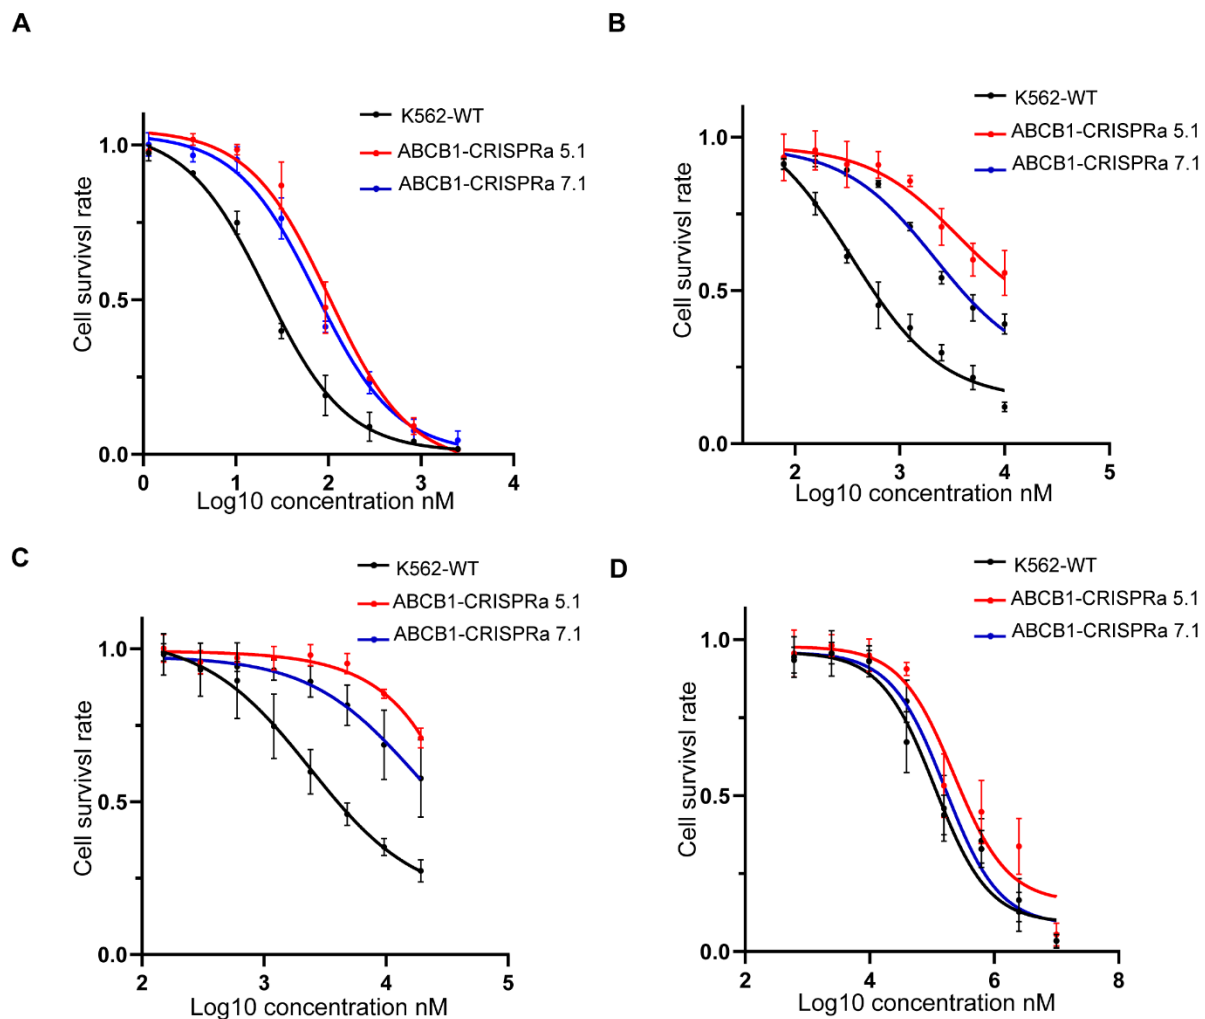 A
K562-WT
ABCB1-CRISPRa 5.1
ABCB1-CRISPRa 7.1
Cell survivsl rate
1.0
0.5
0.0
0 1 2 3 4
Log10 concentration nM
B
K562-WT
ABCB1-CRISPRa 5.1
ABCB1-CRISPRa 7.1
Cell survivsl rate
1.0
0.5
0.0
2 3 4 5
Log10 concentration nM
C
K562-WT
ABCB1-CRISPRa 5.1
ABCB1-CRISPRa 7.1
Cell survivsl rate
1.0
0.5
0.0
2 3 4 5
Log10 concentration nM
D
K562-WT
ABCB1-CRISPRa 5.1
ABCB1-CRISPRa 7.1
Cell survivsl rate
1.0
0.5
0.0
2 4 6 8
Log10 concentration nM